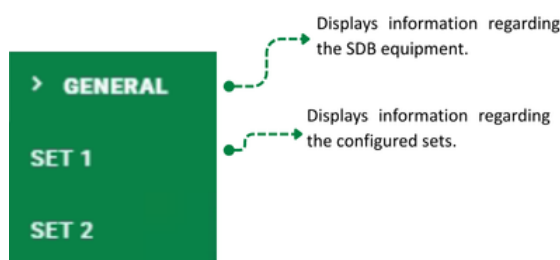 Displays information regarding
the SDB equipment.
> GENERAL
Displays information regarding
the configured sets.
SET 1
SET 2